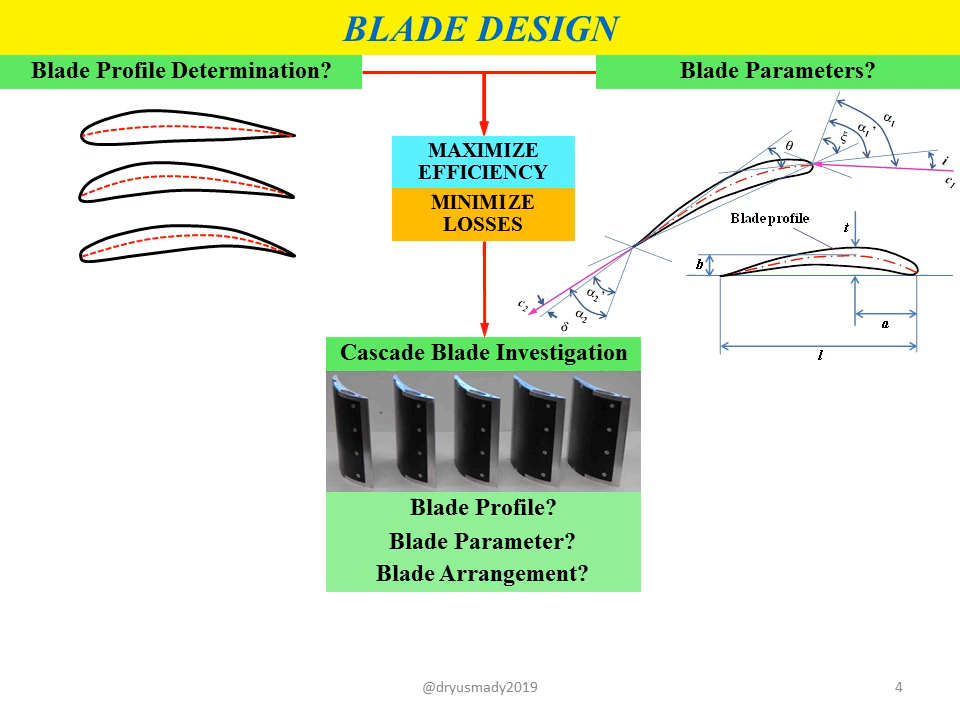 BLADE DESIGN
Blade Profile Determination?
Blade Parameters?
MAXIMIZE
EFFICIENCY
MINIMIZE
LOSSES
θ
ξ
α₁'
α₁
i
c₁
c₂
α₂'
α₂
δ
Blade profile
t
b
a
l
Cascade Blade Investigation
Blade Profile?
Blade Parameter?
Blade Arrangement?
@dryusmady2019
4